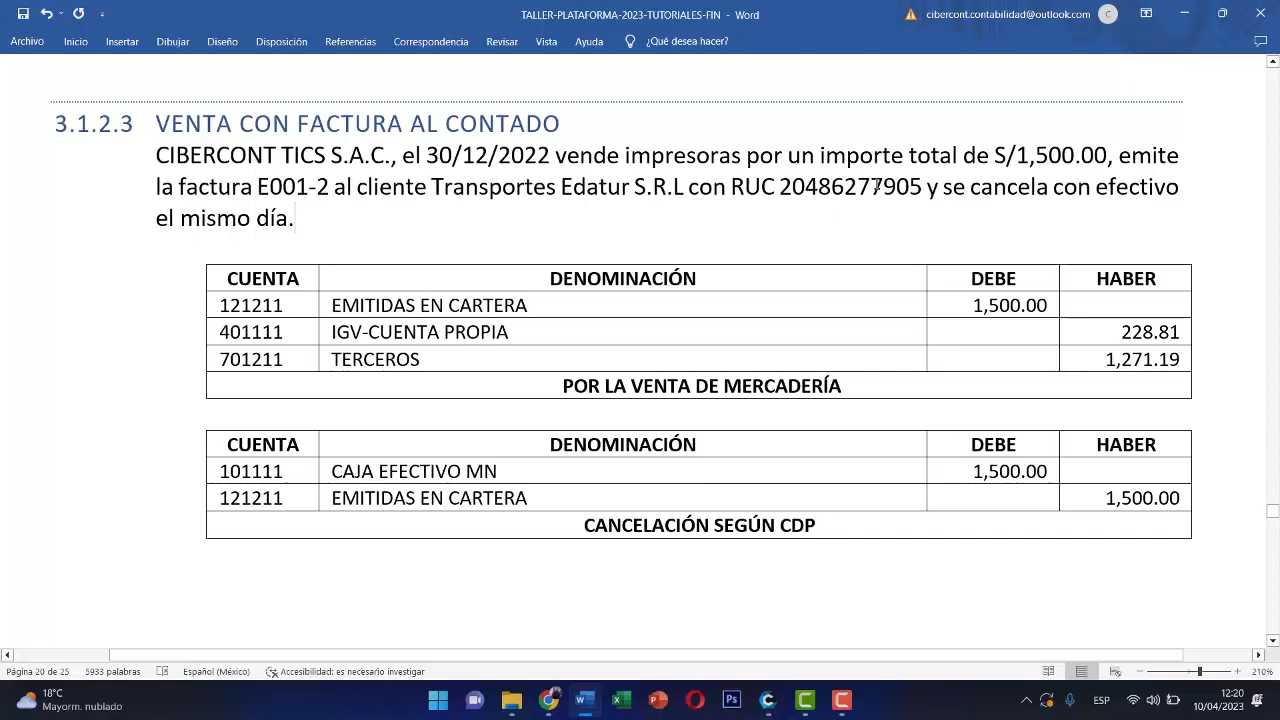 TALLER-PLATAFORMA-2023-TUTORIALES-FIN - Word
cibercont.contabilidad@outlook.com
C
Archivo Inicio Insertar Dibujar Diseño Disposición Referencias Correspondencia Revisar Vista Ayuda ¿Qué desea hacer?
3.1.2.3 VENTA CON FACTURA AL CONTADO
CIBERCONT TICS S.A.C., el 30/12/2022 vende impresoras por un importe total de S/1,500.00, emite
la factura E001-2 al cliente Transportes Edatur S.R.L con RUC 20486277905 y se cancela con efectivo
el mismo día.
CUENTA DENOMINACIÓN DEBE HABER
121211 EMITIDAS EN CARTERA 1,500.00
401111 IGV-CUENTA PROPIA 228.81
701211 TERCEROS 1,271.19
POR LA VENTA DE MERCADERÍA
CUENTA DENOMINACIÓN DEBE HABER
101111 CAJA EFECTIVO MN 1,500.00
121211 EMITIDAS EN CARTERA 1,500.00
CANCELACIÓN SEGÚN CDP
Página 20 de 25 5933 palabras Español (México) Accesibilidad: es necesario investigar 210%
18°C
Mayorm. nublado
Ps
ESP
12:20
10/04/2023